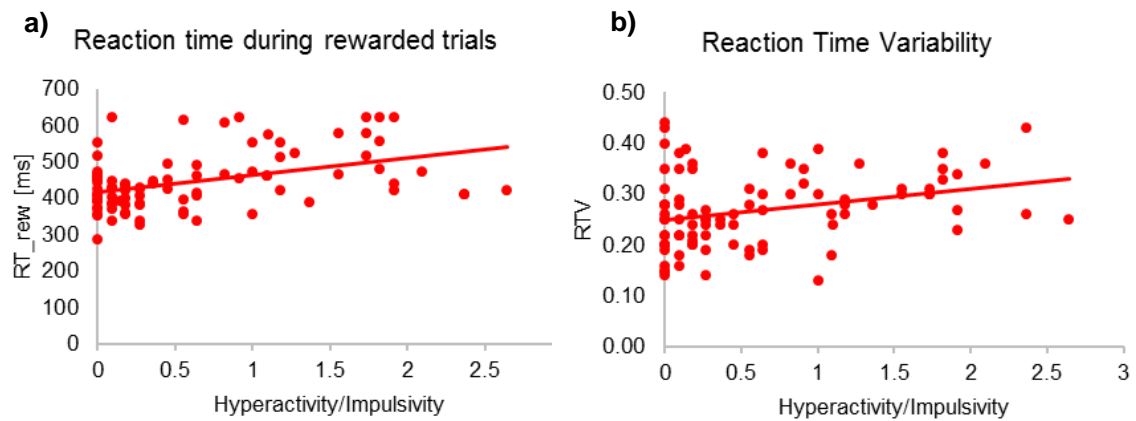 a)
Reaction time during rewarded trials
RT_rew [ms]
700
600
500
400
300
200
100
0
0 0.5 1 1.5 2 2.5
Hyperactivity/Impulsivity
b)
Reaction Time Variability
RTV
0.50
0.40
0.30
0.20
0.10
0.00
0 0.5 1 1.5 2 2.5 3
Hyperactivity/Impulsivity